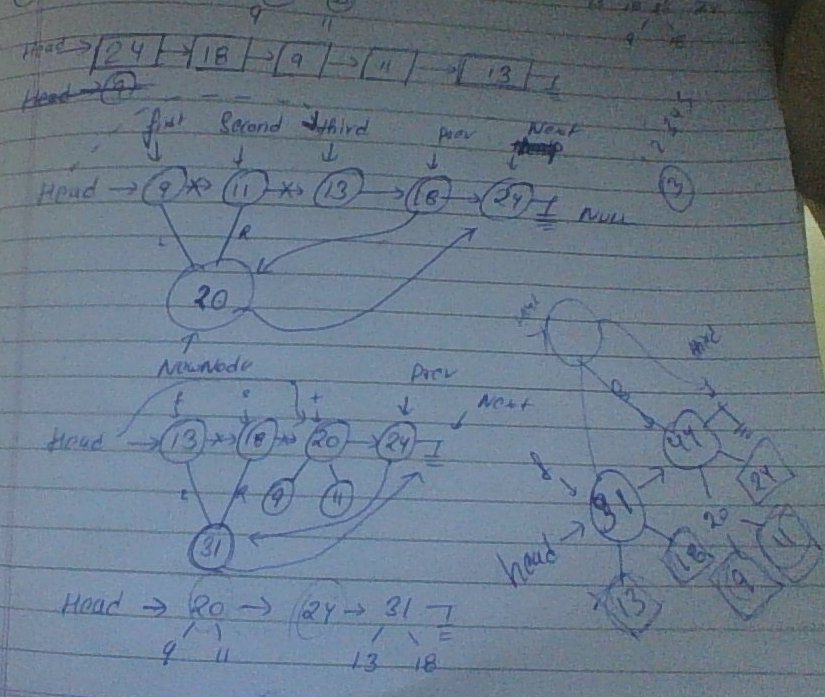 9 11
Head → 24 → 18 → 9 → 11 → 13
Head → 9
first Second third Prev Next
Head → 9 → 11 → 13 → 18 → 24 Null
L R
20
NewNode
Prev Next
f s t
Head → 13 → 18 → 20 → 24
L R 9 11
31
Head → 20 → 24 → 31
9 11 13 18
third
44
24
31 20 11
head → 18 9
13